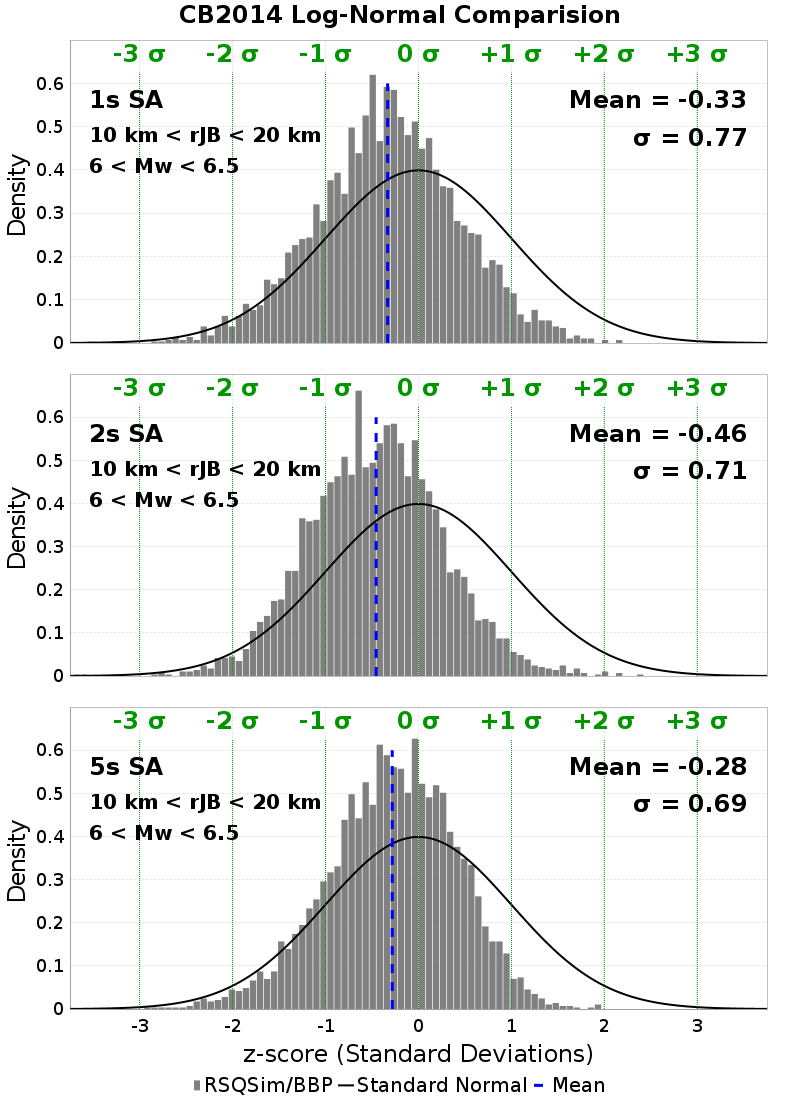 CB2014 Log-Normal Comparision
-3 σ -2 σ -1 σ 0 σ +1 σ +2 σ +3 σ
1s SA
Mean = -0.33
10 km < rJB < 20 km
σ = 0.77
6 < Mw < 6.5
0.6
0.5
0.4
0.3
0.2
0.1
0
Density
-3 σ -2 σ -1 σ 0 σ +1 σ +2 σ +3 σ
2s SA
Mean = -0.46
10 km < rJB < 20 km
σ = 0.71
6 < Mw < 6.5
0.6
0.5
0.4
0.3
0.2
0.1
0
Density
-3 σ -2 σ -1 σ 0 σ +1 σ +2 σ +3 σ
5s SA
Mean = -0.28
10 km < rJB < 20 km
σ = 0.69
6 < Mw < 6.5
0.6
0.5
0.4
0.3
0.2
0.1
0
Density
-3 -2 -1 0 1 2 3
z-score (Standard Deviations)
RSQSim/BBP Standard Normal Mean